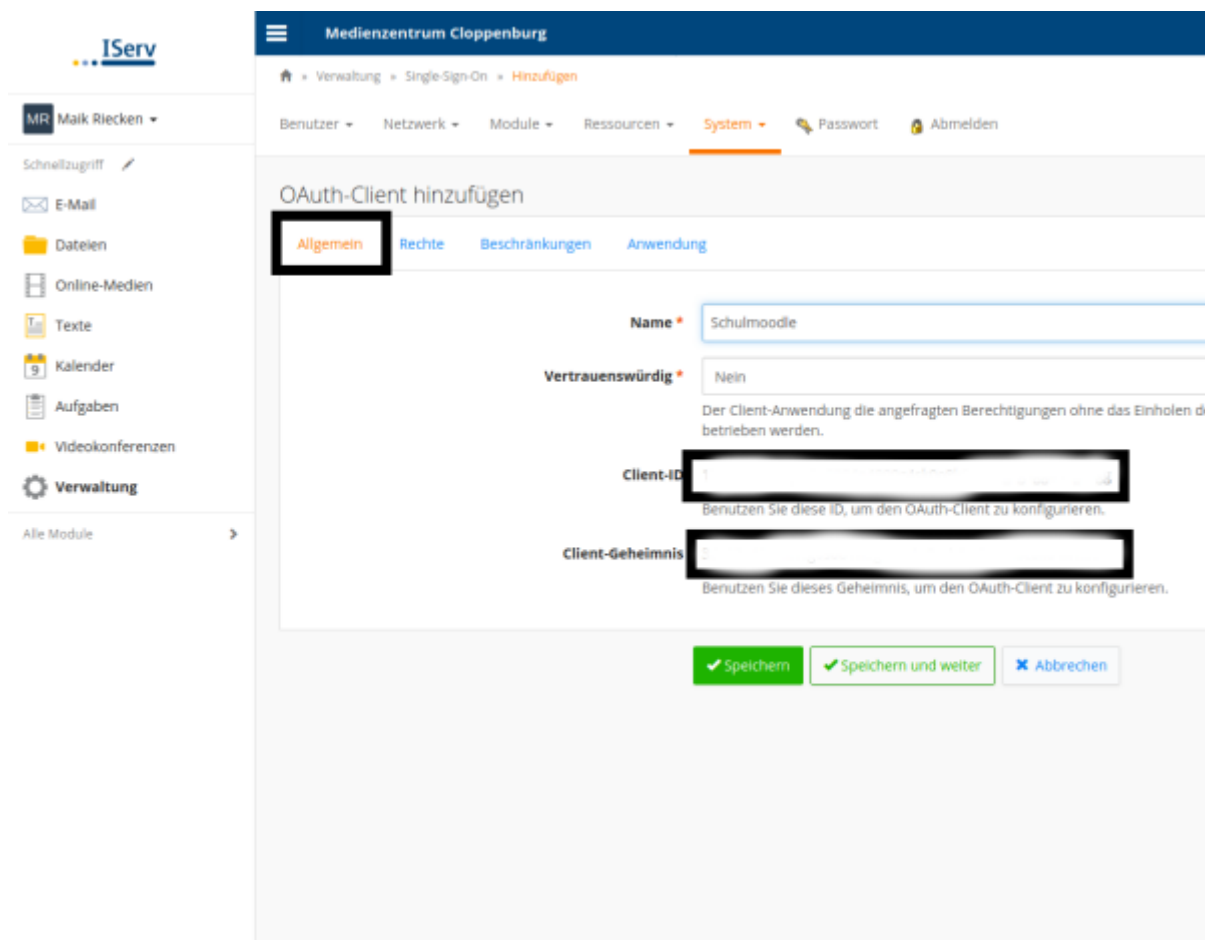 IServ
Medienzentrum Cloppenburg
» Verwaltung » Single-Sign-On » Hinzufügen
MR Maik Riecken
Benutzer Netzwerk Module Ressourcen System Passwort Abmelden
Schnellzugriff
E-Mail
Dateien
Online-Medien
Texte
9 Kalender
Aufgaben
Videokonferenzen
Verwaltung
Alle Module
OAuth-Client hinzufügen
Allgemein Rechte Beschränkungen Anwendung
Name * Schulmoodle
Vertrauenswürdig * Nein
Der Client-Anwendung die angefragten Berechtigungen ohne das Einholen
betrieben werden.
Client-ID
Benutzen Sie diese ID, um den OAuth-Client zu konfigurieren.
Client-Geheimnis
Benutzen Sie dieses Geheimnis, um den OAuth-Client zu konfigurieren.
Speichern Speichern und weiter Abbrechen